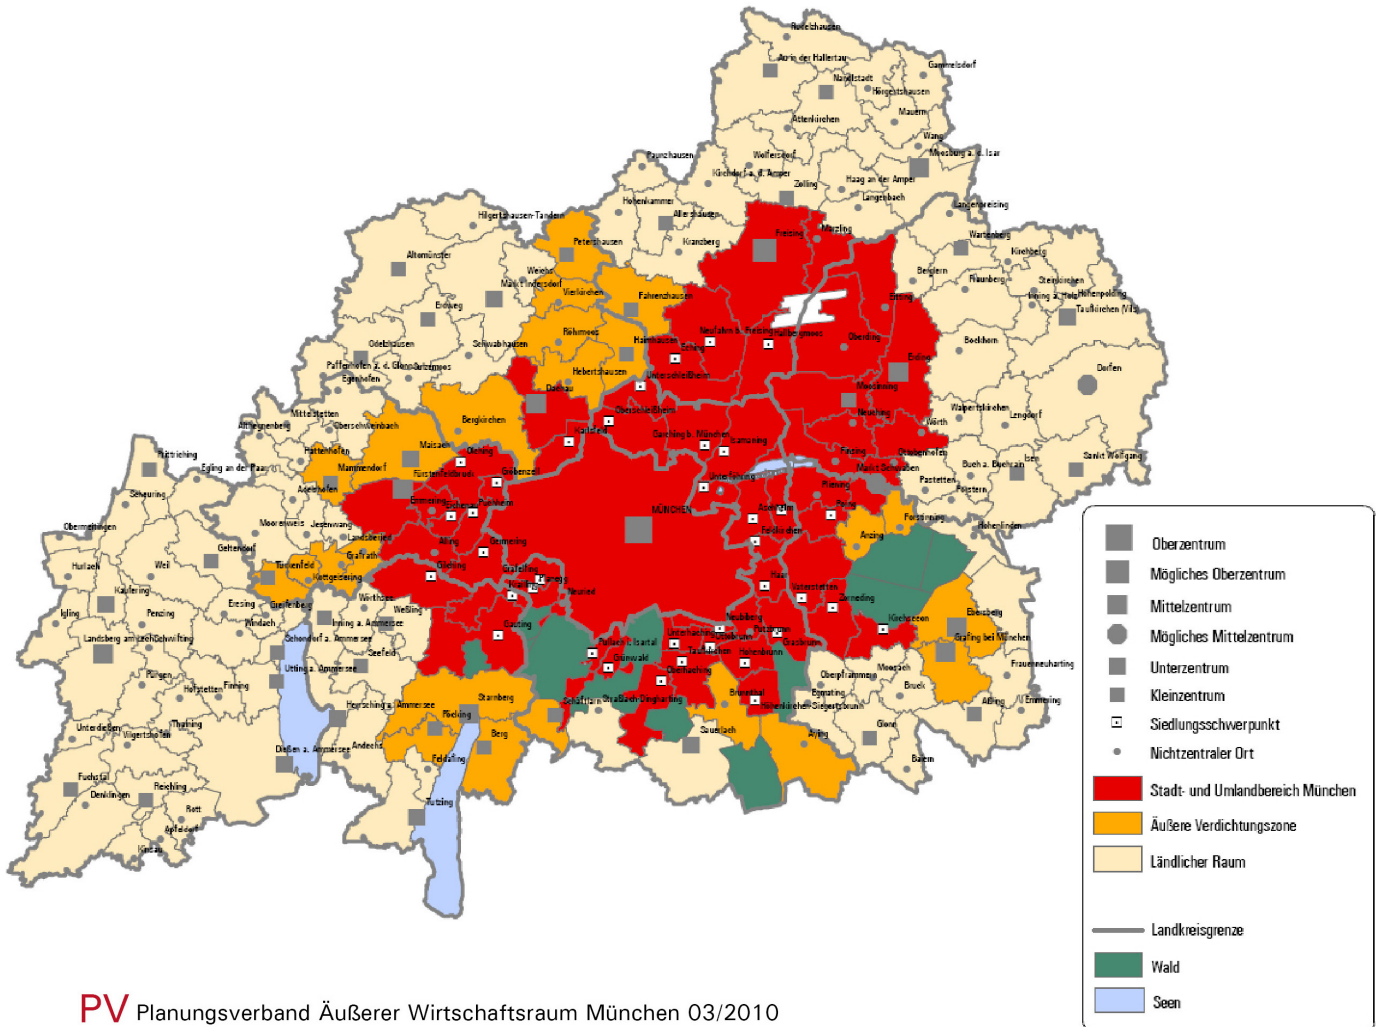 Rudelzhausen
Au in der Hallertau
Gammelsdorf
Nandlstadt
Hörgertshausen
Mauern
Attenkirchen
Wang
Moosburg a. d. Isar
Paunzhausen
Wolfersdorf
Kirchdorf a. d. Amper
Haag an der Amper
Zolling
Langenbach
Hohenkammer
Allershausen
Langenpreising
Hilgertshausen-Tandern
Kranzberg
Freising
Marzling
Wartenberg
Petershausen
Kirchberg
Altomünster
Weichs
Markt Indersdorf
Berglern
Fraunberg
Steinkirchen
Inning a. Holz
Hohenpolding
Vierkirchen
Fahrenzhausen
Eitting
Taufkirchen (Vils)
Erdweg
Röhrmoos
Haimhausen
Neufahrn b. Freising
Hallbergmoos
Oberding
Odelzhausen
Schwabhausen
Eching
Bockhorn
Erding
Pfaffenhofen a. d. Glonn
Sulzemoos
Hebertshausen
Unterschleißheim
Dorfen
Egenhofen
Dachau
Moosinning
Mittelstetten
Bergkirchen
Oberschleißheim
Neuching
Walpertskirchen
Lengdorf
Althegnenberg
Oberschweinbach
Karlsfeld
Garching b. München
Ismaning
Wörth
Hattenhofen
Maisach
Olching
Finsing
Ottenhofen
Prittriching
Egling an der Paar
Mammendorf
Fürstenfeldbruck
Gröbenzell
Unterföhring
Markt Schwaben
Buch a. Buchrain
Isen
Sankt Wolfgang
Scheuring
Adelshofen
Emmering
Eichenau
Puchheim
MÜNCHEN
Aschheim
Pliening
Poing
Pastetten
Forstern
Obermeitingen
Moorenweis
Jesenwang
Landsberied
Feldkirchen
Forstinning
Hohenlinden
Geltendorf
Alling
Germering
Anzing
Hurlach
Weil
Türkenfeld
Grafrath
Kottgeisering
Gilching
Gräfelfing
Planegg
Krailling
Neuried
Haar
Vaterstetten
Zorneding
Kaufering
Igling
Penzing
Eresing
Greifenberg
Windach
Wörthsee
Weßling
Inning a. Ammersee
Gauting
Neubiberg
Kirchseeon
Ebersberg
Landsberg am Lech
Schwifting
Schondorf a. Ammersee
Seefeld
Pullach i. Isartal
Unterhaching
Ottobrunn
Putzbrunn
Grasbrunn
Grafing bei München
Utting a. Ammersee
Grünwald
Taufkirchen
Hohenbrunn
Pürgen
Hofstetten
Finning
Oberhaching
Oberpframmern
Moosach
Frauenneuharting
Herrsching a. Ammersee
Starnberg
Schäftlarn
Straßlach-Dingharting
Brunnthal
Höhenkirchen-Siegertsbrunn
Egmating
Bruck
Aßling
Emmering
Unterdießen
Vilgertshofen
Thaining
Pöcking
Berg
Sauerlach
Aying
Glonn
Dießen a. Ammersee
Andechs
Feldafing
Baiern
Fuchstal
Denklingen
Reichling
Rott
Tutzing
Apfeldorf
Kinsau
Oberzentrum
Mögliches Oberzentrum
Mittelzentrum
Mögliches Mittelzentrum
Unterzentrum
Kleinzentrum
Siedlungsschwerpunkt
Nichtzentraler Ort
Stadt- und Umlandbereich München
Äußere Verdichtungszone
Ländlicher Raum
Landkreisgrenze
Wald
Seen
PV Planungsverband Äußerer Wirtschaftsraum München 03/2010